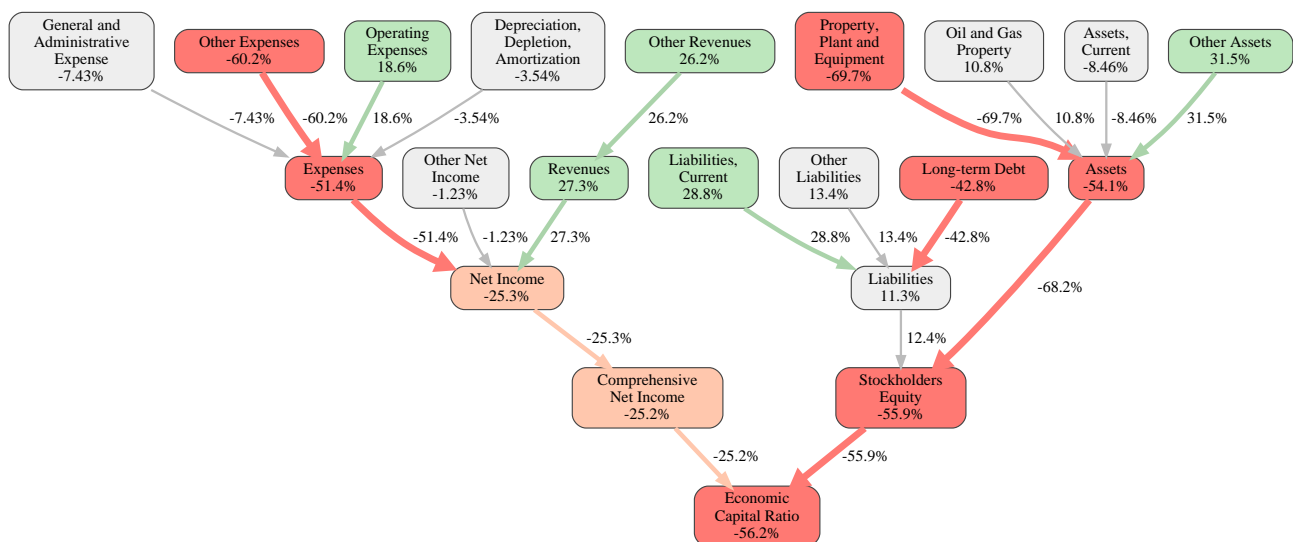 General and
Administrative
Expense
-7.43%
Other Expenses
-60.2%
Operating
Expenses
18.6%
Depreciation,
Depletion,
Amortization
-3.54%
Other Revenues
26.2%
Property,
Plant and
Equipment
-69.7%
Oil and Gas
Property
10.8%
Assets,
Current
-8.46%
Other Assets
31.5%
-7.43%
-60.2%
18.6%
-3.54%
26.2%
-69.7%
10.8%
-8.46%
31.5%
Expenses
-51.4%
Other Net
Income
-1.23%
Revenues
27.3%
Liabilities,
Current
28.8%
Other
Liabilities
13.4%
Long-term Debt
-42.8%
Assets
-54.1%
-51.4%
-1.23%
27.3%
28.8%
13.4%
-42.8%
-68.2%
Net Income
-25.3%
Liabilities
11.3%
-25.3%
12.4%
Comprehensive
Net Income
-25.2%
Stockholders
Equity
-55.9%
-25.2%
-55.9%
Economic
Capital Ratio
-56.2%